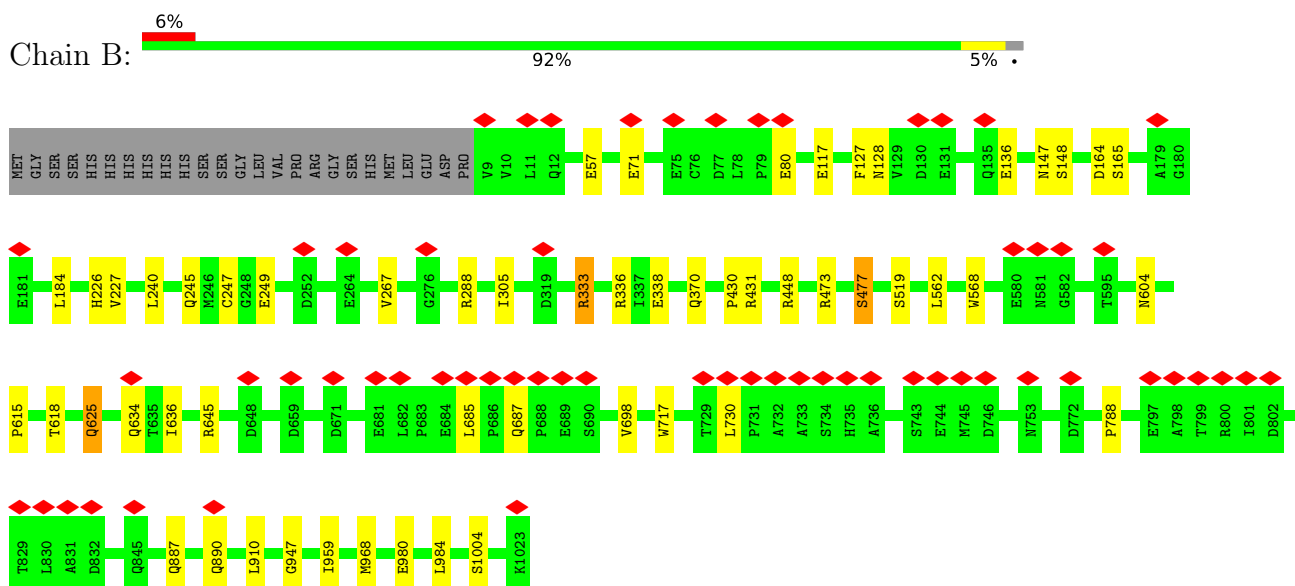 6%
Chain B:
92% 5% •
MET GLY SER SER HIS HIS HIS HIS HIS HIS SER SER GLY LEU VAL PRO ARG GLY SER HIS MET LEU GLU ASP PRO V9 V10 L11 Q12 E57 E71 E75 C76 D77 L78 P79 E80 E117 F127 N128 V129 D130 E131 Q135 E136 N147 S148 D164 S165 A179 G180
E181 L184 H226 V227 L240 Q245 M246 C247 G248 E249 D252 E264 V267 G276 R288 I305 D319 R333 R336 I337 E338 Q370 P430 R431 R448 R473 S477 S519 L562 W568 E580 N581 G582 T595 N604
P615 T618 Q625 Q634 T635 I636 R645 D648 D659 D671 E681 L682 P683 E684 L685 P686 Q687 P688 E689 S690 V698 W717 T729 L730 P731 A732 A733 S734 H735 A736 S743 E744 M745 D746 N753 D772 P788 E797 A798 T799 R800 I801 D802
T829 L830 A831 D832 Q845 Q887 Q890 L910 G947 I959 M968 E980 L984 S1004 K1023